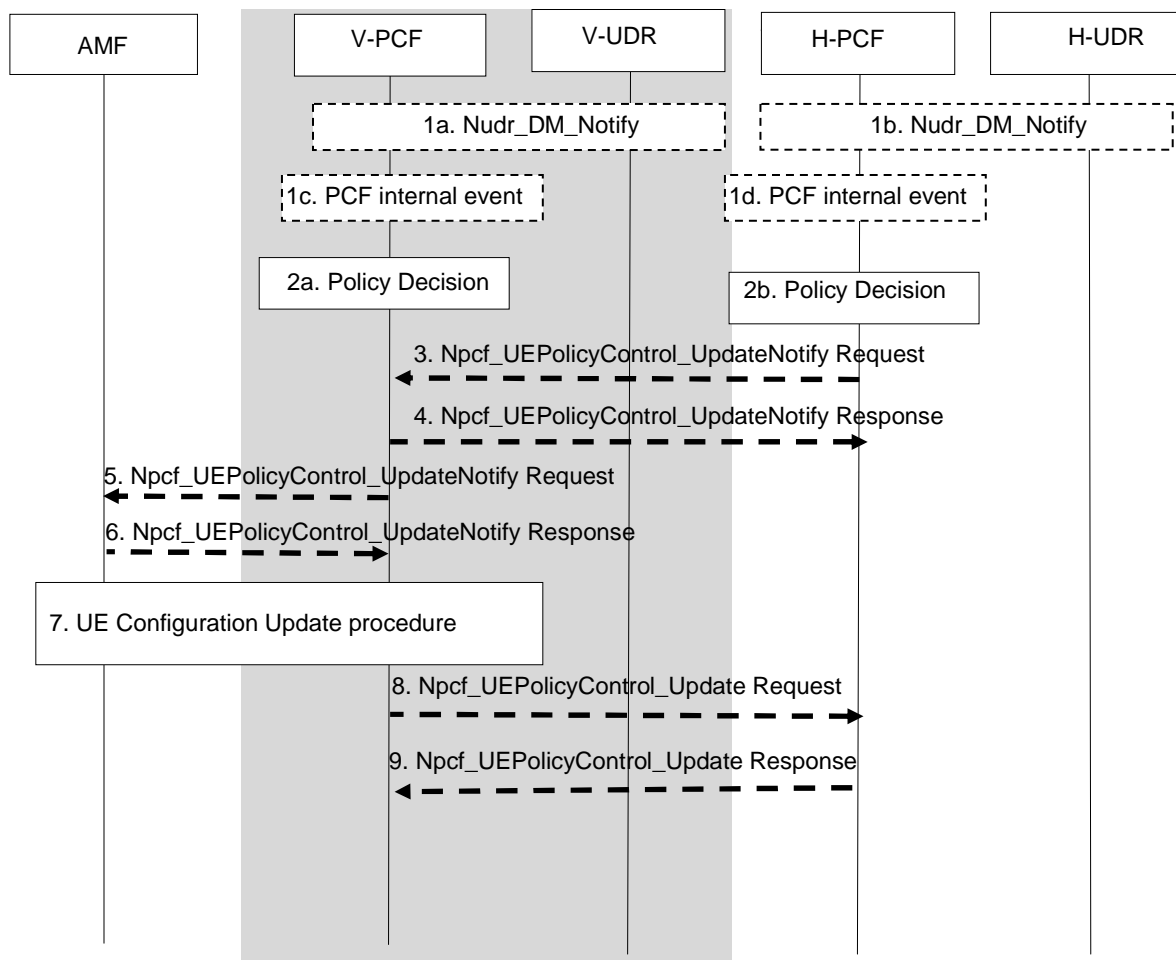 AMF
V-PCF
V-UDR
H-PCF
H-UDR
1a. Nudr_DM_Notify
1b. Nudr_DM_Notify
1c. PCF internal event
1d. PCF internal event
2a. Policy Decision
2b. Policy Decision
3. Npcf_UEPolicyControl_UpdateNotify Request
4. Npcf_UEPolicyControl_UpdateNotify Response
5. Npcf_UEPolicyControl_UpdateNotify Request
6. Npcf_UEPolicyControl_UpdateNotify Response
7. UE Configuration Update procedure
8. Npcf_UEPolicyControl_Update Request
9. Npcf_UEPolicyControl_Update Response